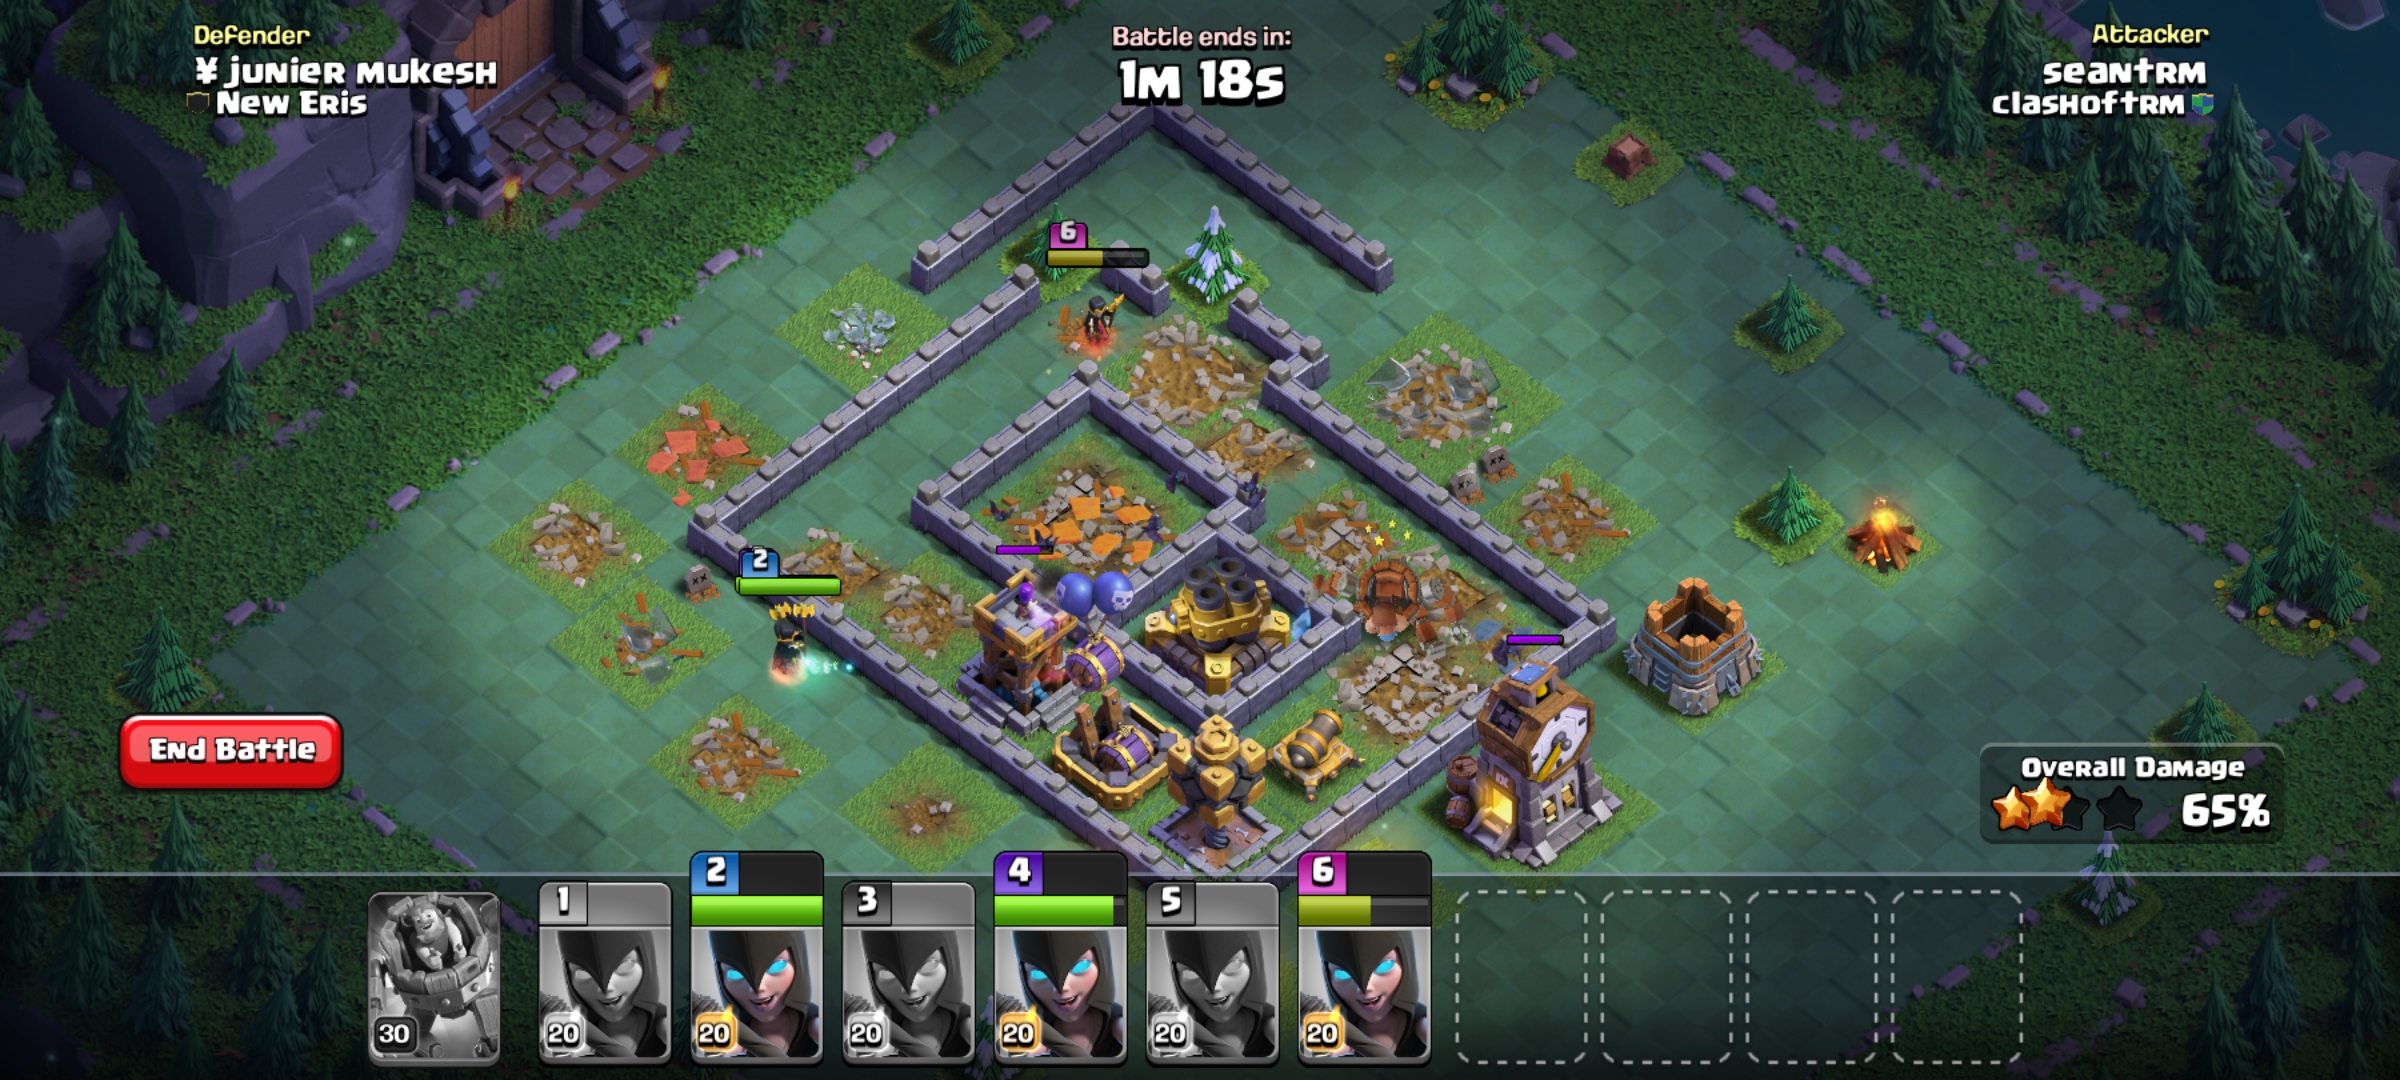 Defender
¥ junier mukesh
New Eris
Battle ends in:
1m 18s
Attacker
seantrm
clashoftrm
6
2
End Battle
Overall Damage
65%
1
2
3
4
5
6
30
20
20
20
20
20
20